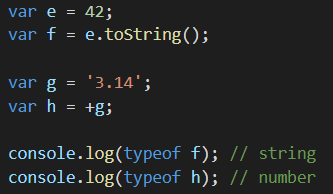 var e = 42;
var f = e.toString();
var g = '3.14';
var h = +g;
console.log(typeof f); // string
console.log(typeof h); // number